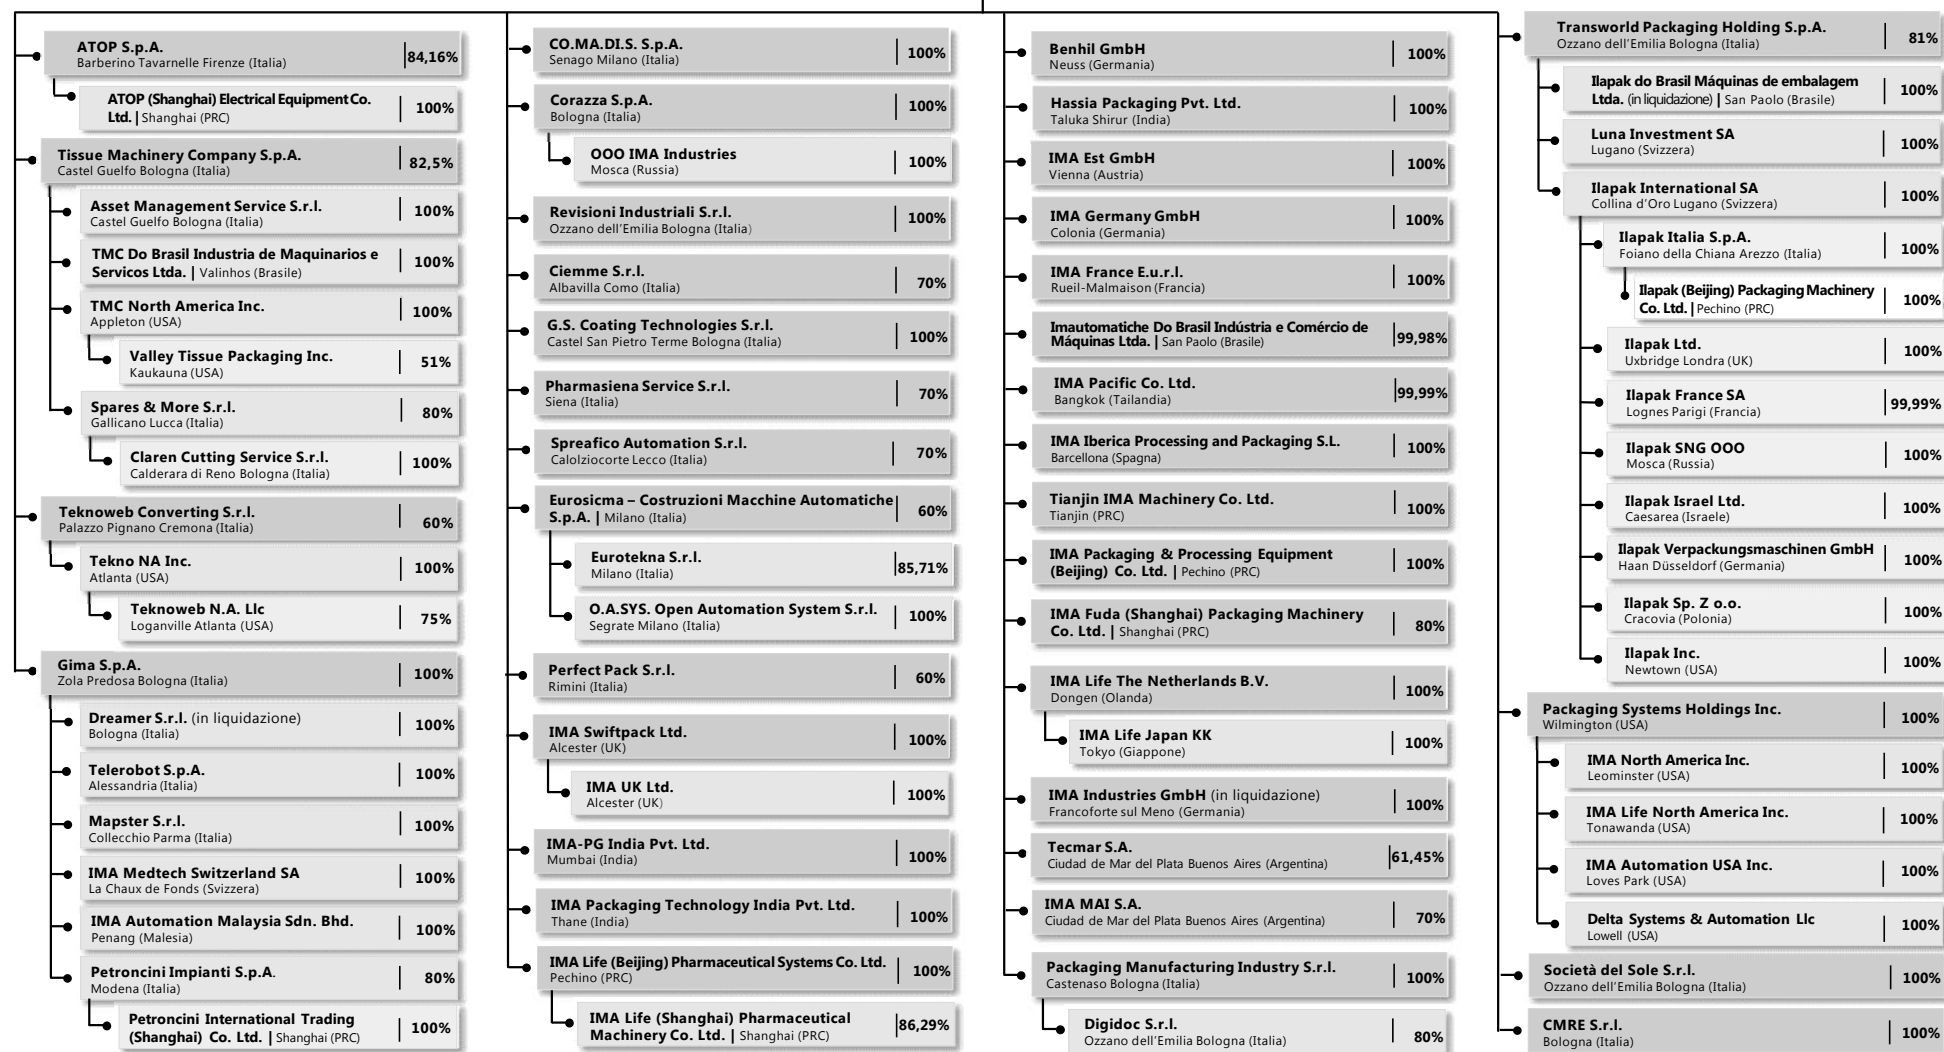 ATOP S.p.A.
Barberino Tavarnelle Firenze (Italia)
84,16%
ATOP (Shanghai) Electrical Equipment Co.
Ltd. | Shanghai (PRC)
100%
Tissue Machinery Company S.p.A.
Castel Guelfo Bologna (Italia)
82,5%
Asset Management Service S.r.l.
Castel Guelfo Bologna (Italia)
100%
TMC Do Brasil Industria de Maquinarios e
Servicos Ltda. | Valinhos (Brasile)
100%
TMC North America Inc.
Appleton (USA)
100%
Valley Tissue Packaging Inc.
Kaukauna (USA)
51%
Spares & More S.r.l.
Gallicano Lucca (Italia)
80%
Claren Cutting Service S.r.l.
Calderara di Reno Bologna (Italia)
100%
Teknoweb Converting S.r.l.
Palazzo Pignano Cremona (Italia)
60%
Tekno NA Inc.
Atlanta (USA)
100%
Teknoweb N.A. Llc
Loganville Atlanta (USA)
75%
Gima S.p.A.
Zola Predosa Bologna (Italia)
100%
Dreamer S.r.l. (in liquidazione)
Bologna (Italia)
100%
Telerobot S.p.A.
Alessandria (Italia)
100%
Mapster S.r.l.
Collecchio Parma (Italia)
100%
IMA Medtech Switzerland SA
La Chaux de Fonds (Svizzera)
100%
IMA Automation Malaysia Sdn. Bhd.
Penang (Malesia)
100%
Petroncini Impianti S.p.A.
Modena (Italia)
80%
Petroncini International Trading
(Shanghai) Co. Ltd. | Shanghai (PRC)
100%
CO.MA.DI.S. S.p.A.
Senago Milano (Italia)
100%
Corazza S.p.A.
Bologna (Italia)
100%
OOO IMA Industries
Mosca (Russia)
100%
Revisioni Industriali S.r.l.
Ozzano dell'Emilia Bologna (Italia)
100%
Ciemme S.r.l.
Albavilla Como (Italia)
70%
G.S. Coating Technologies S.r.l.
Castel San Pietro Terme Bologna (Italia)
100%
Pharmasiena Service S.r.l.
Siena (Italia)
70%
Spreafico Automation S.r.l.
Calolziocorte Lecco (Italia)
70%
Eurosicma – Costruzioni Macchine Automatiche
S.p.A. | Milano (Italia)
60%
Eurotekna S.r.l.
Milano (Italia)
85,71%
O.A.SYS. Open Automation System S.r.l.
Segrate Milano (Italia)
100%
Perfect Pack S.r.l.
Rimini (Italia)
60%
IMA Swiftpack Ltd.
Alcester (UK)
100%
IMA UK Ltd.
Alcester (UK)
100%
IMA-PG India Pvt. Ltd.
Mumbai (India)
100%
IMA Packaging Technology India Pvt. Ltd.
Thane (India)
100%
IMA Life (Beijing) Pharmaceutical Systems Co. Ltd.
Pechino (PRC)
100%
IMA Life (Shanghai) Pharmaceutical
Machinery Co. Ltd. | Shanghai (PRC)
86,29%
Benhil GmbH
Neuss (Germania)
100%
Hassia Packaging Pvt. Ltd.
Taluka Shirur (India)
100%
IMA Est GmbH
Vienna (Austria)
100%
IMA Germany GmbH
Colonia (Germania)
100%
IMA France E.u.r.l.
Rueil-Malmaison (Francia)
100%
Imautomatiche Do Brasil Indústria e Comércio de
Máquinas Ltda. | San Paolo (Brasile)
99,98%
IMA Pacific Co. Ltd.
Bangkok (Tailandia)
99,99%
IMA Iberica Processing and Packaging S.L.
Barcellona (Spagna)
100%
Tianjin IMA Machinery Co. Ltd.
Tianjin (PRC)
100%
IMA Packaging & Processing Equipment
(Beijing) Co. Ltd. | Pechino (PRC)
100%
IMA Fuda (Shanghai) Packaging Machinery
Co. Ltd. | Shanghai (PRC)
80%
IMA Life The Netherlands B.V.
Dongen (Olanda)
100%
IMA Life Japan KK
Tokyo (Giappone)
100%
IMA Industries GmbH (in liquidazione)
Francoforte sul Meno (Germania)
100%
Tecmar S.A.
Ciudad de Mar del Plata Buenos Aires (Argentina)
61,45%
IMA MAI S.A.
Ciudad de Mar del Plata Buenos Aires (Argentina)
70%
Packaging Manufacturing Industry S.r.l.
Castenaso Bologna (Italia)
100%
Digidoc S.r.l.
Ozzano dell'Emilia Bologna (Italia)
80%
Transworld Packaging Holding S.p.A.
Ozzano dell'Emilia Bologna (Italia)
81%
Ilapak do Brasil Máquinas de embalagem
Ltda. (in liquidazione) | San Paolo (Brasile)
100%
Luna Investment SA
Lugano (Svizzera)
100%
Ilapak International SA
Collina d'Oro Lugano (Svizzera)
100%
Ilapak Italia S.p.A.
Foiano della Chiana Arezzo (Italia)
100%
Ilapak (Beijing) Packaging Machinery
Co. Ltd. | Pechino (PRC)
100%
Ilapak Ltd.
Uxbridge Londra (UK)
100%
Ilapak France SA
Lognes Parigi (Francia)
99,99%
Ilapak SNG OOO
Mosca (Russia)
100%
Ilapak Israel Ltd.
Caesarea (Israele)
100%
Ilapak Verpackungsmaschinen GmbH
Haan Düsseldorf (Germania)
100%
Ilapak Sp. Z o.o.
Cracovia (Polonia)
100%
Ilapak Inc.
Newtown (USA)
100%
Packaging Systems Holdings Inc.
Wilmington (USA)
100%
IMA North America Inc.
Leominster (USA)
100%
IMA Life North America Inc.
Tonawanda (USA)
100%
IMA Automation USA Inc.
Loves Park (USA)
100%
Delta Systems & Automation Llc
Lowell (USA)
100%
Società del Sole S.r.l.
Ozzano dell'Emilia Bologna (Italia)
100%
CMRE S.r.l.
Bologna (Italia)
100%